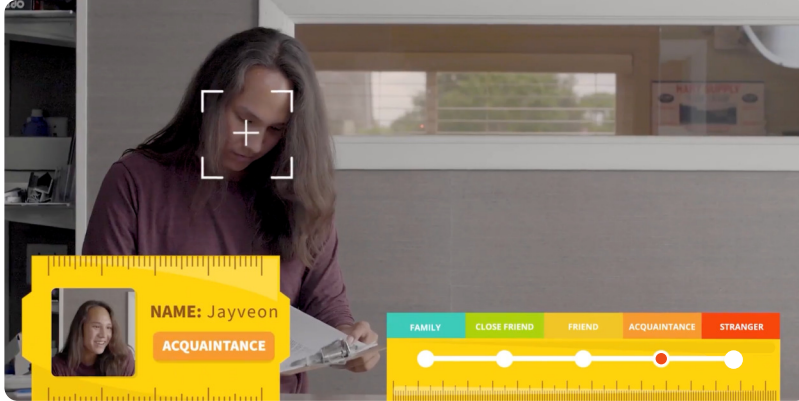 NAME: Jayveon
ACQUAINTANCE
FAMILY
CLOSE FRIEND
FRIEND
ACQUAINTANCE
STRANGER